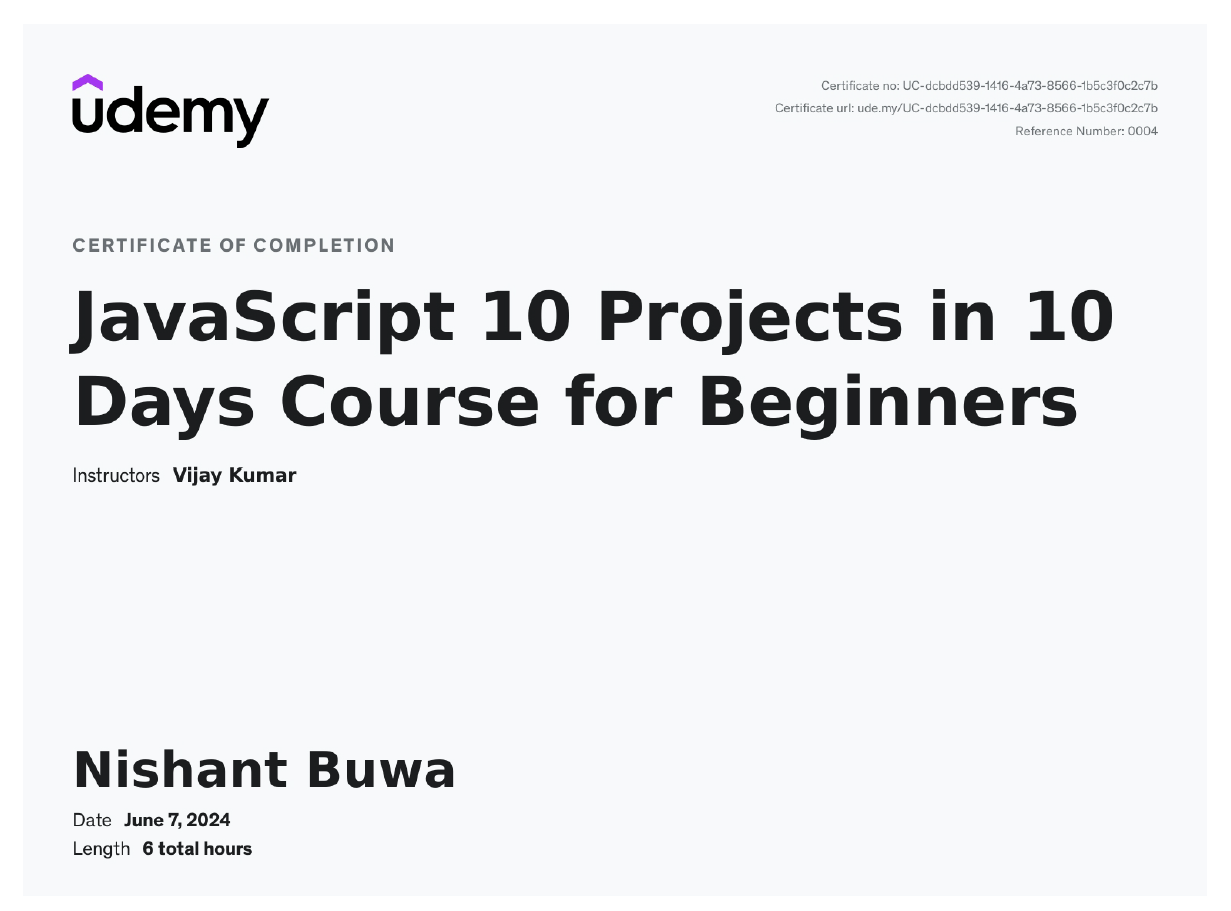 udemy
Certificate no: UC-dcbdd539-1416-4a73-8566-1b5c3f0c2c7b
Certificate url: ude.my/UC-dcbdd539-1416-4a73-8566-1b5c3f0c2c7b
Reference Number: 0004
CERTIFICATE OF COMPLETION
JavaScript 10 Projects in 10
Days Course for Beginners
Instructors Vijay Kumar
Nishant Buwa
Date June 7, 2024
Length 6 total hours